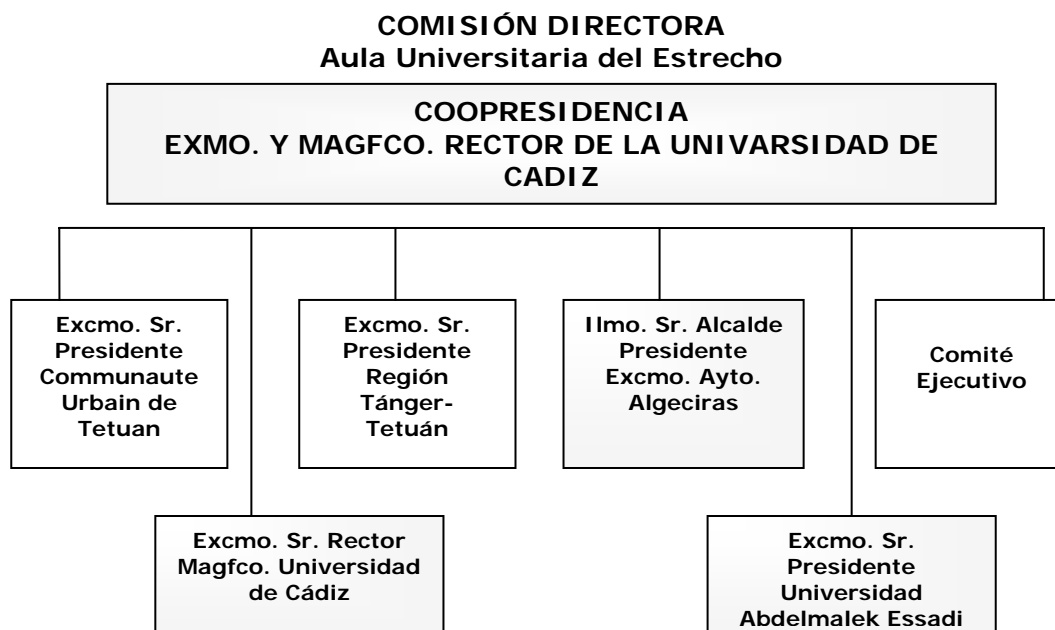 COMISIÓN DIRECTORA
Aula Universitaria del Estrecho
COOPRESIDENCIA
EXMO. Y MAGFCO. RECTOR DE LA UNIVARSIDAD DE
CADIZ
Excmo. Sr.
Presidente
Communaute
Urbain de
Tetuan
Excmo. Sr.
Presidente
Región
Tánger-
Tetuán
Ilmo. Sr. Alcalde
Presidente
Excmo. Ayto.
Algeciras
Comité
Ejecutivo
Excmo. Sr. Rector
Magfco. Universidad
de Cádiz
Excmo. Sr.
Presidente
Universidad
Abdelmalek Essadi